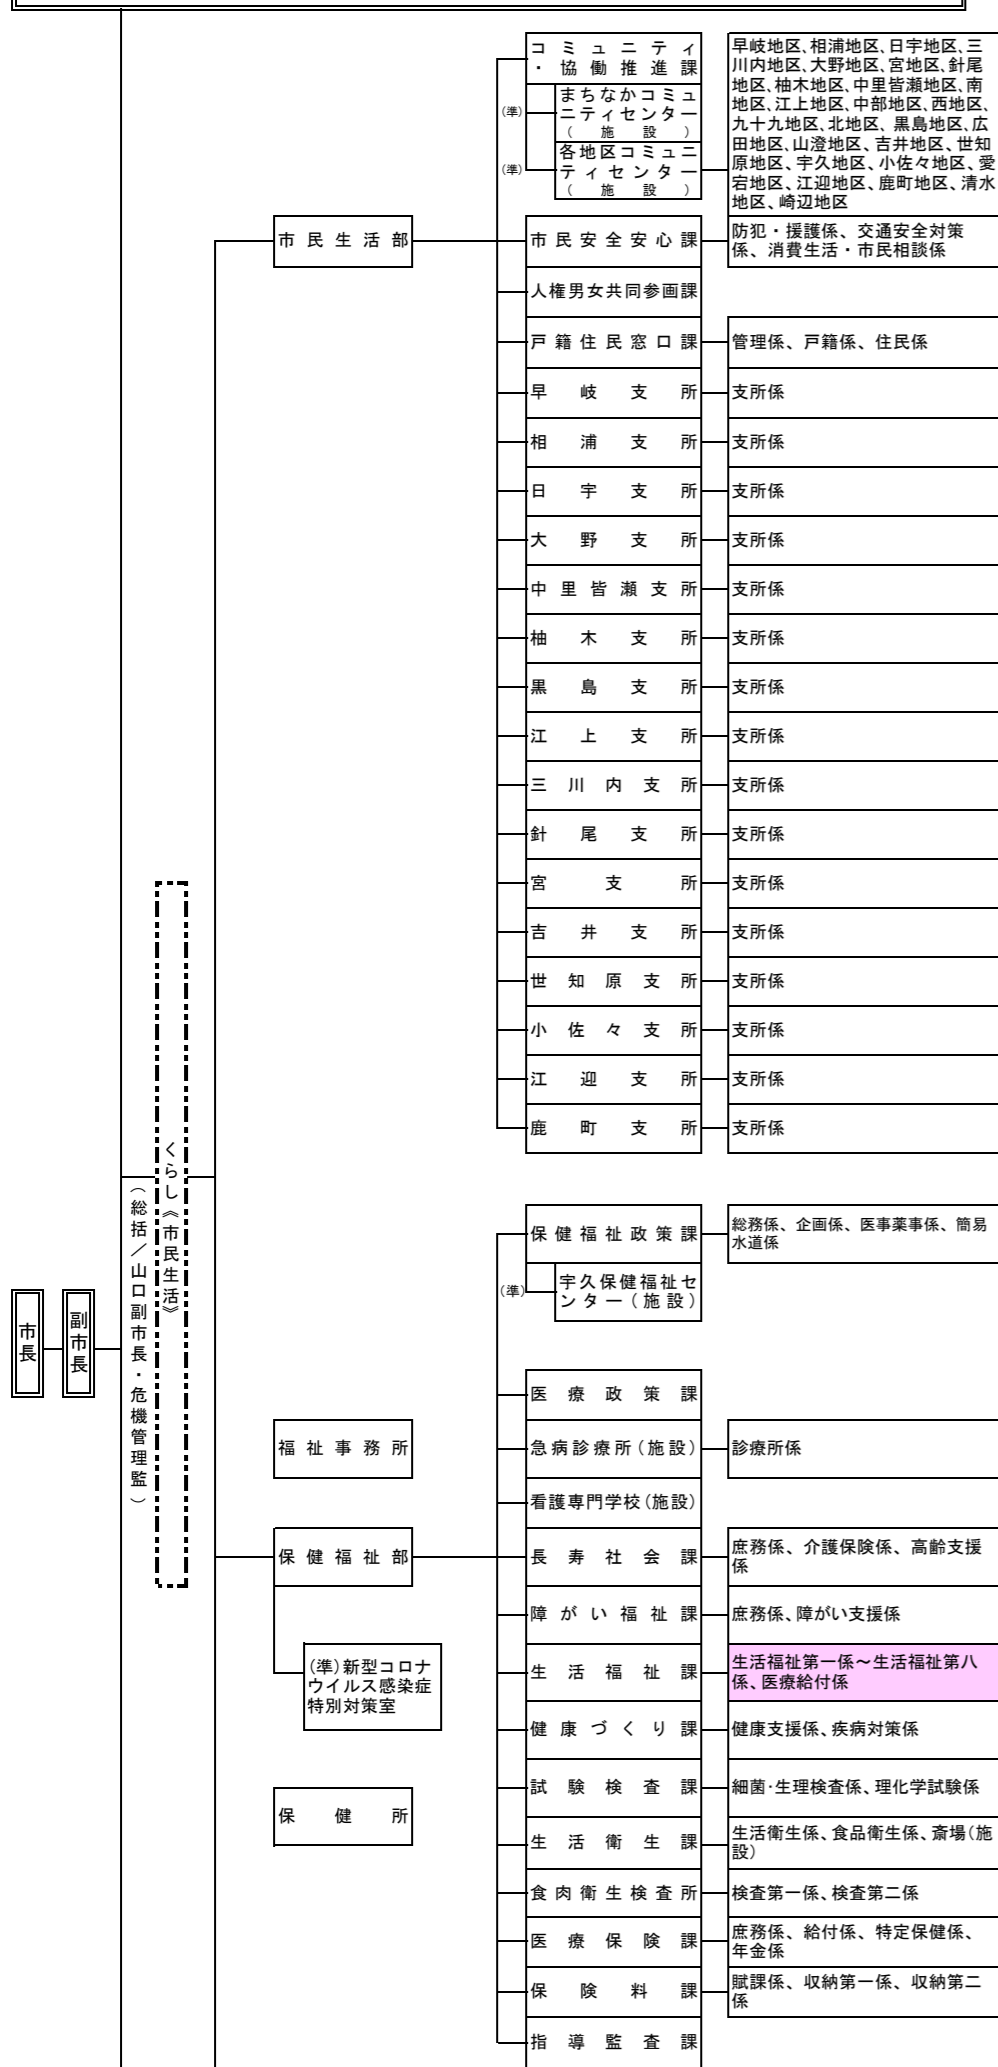 コミュニティ
・協働推進課
早岐地区、相浦地区、日宇地区、三
川内地区、大野地区、宮地区、針尾
地区、柚木地区、中里皆瀬地区、南
地区、江上地区、中部地区、西地区、
九十九地区、北地区、黒島地区、広
田地区、山澄地区、吉井地区、世知
原地区、宇久地区、小佐々地区、愛
宕地区、江迎地区、鹿町地区、清水
地区、崎辺地区
(準)
まちなかコミュ
ニティセンター
(施設)
(準)
各地区コミュニ
ティセンター
(施設)
市民生活部
市民安全安心課
防犯・援護係、交通安全対策
係、消費生活・市民相談係
人権男女共同参画課
戸籍住民窓口課
管理係、戸籍係、住民係
早岐支所
支所係
相浦支所
支所係
日宇支所
支所係
大野支所
支所係
中里皆瀬支所
支所係
柚木支所
支所係
黒島支所
支所係
江上支所
支所係
三川内支所
支所係
針尾支所
支所係
宮支所
支所係
吉井支所
支所係
世知原支所
支所係
小佐々支所
支所係
江迎支所
支所係
鹿町支所
支所係
くらし《市民生活》
(総括/山口副市長・危機管理監)
市長
副市長
保健福祉政策課
総務係、企画係、医事薬事係、簡易
水道係
(準)
宇久保健福祉セ
ンター(施設)
医療政策課
福祉事務所
急病診療所(施設)
診療所係
看護専門学校(施設)
保健福祉部
長寿社会課
庶務係、介護保険係、高齢支援
係
障がい福祉課
庶務係、障がい支援係
(準)新型コロナ
ウイルス感染症
特別対策室
生活福祉課
生活福祉第一係～生活福祉第八
係、医療給付係
健康づくり課
健康支援係、疾病対策係
保健所
試験検査課
細菌・生理検査係、理化学試験係
生活衛生課
生活衛生係、食品衛生係、斎場(施
設)
食肉衛生検査所
検査第一係、検査第二係
医療保険課
庶務係、給付係、特定保健係、
年金係
保険料課
賦課係、収納第一係、収納第二
係
指導監査課